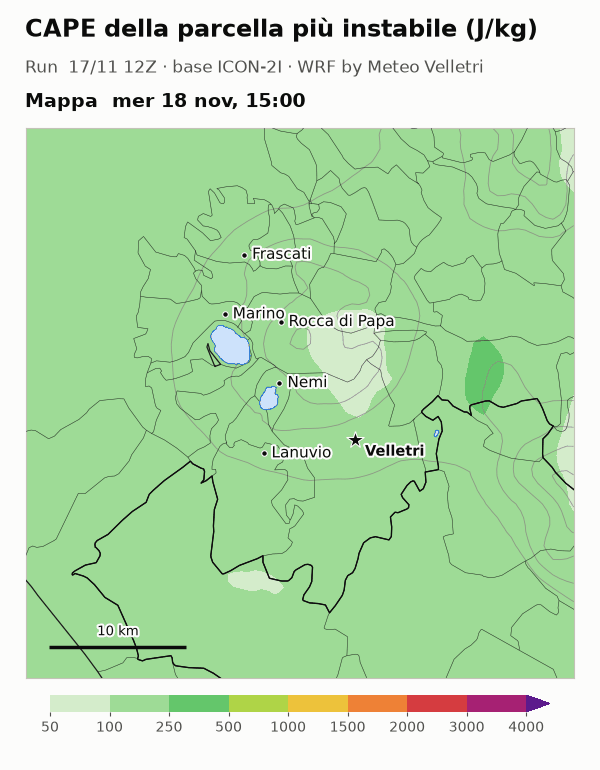 CAPE della parcella più instabile (J/kg)
Run  17/11 12Z · base ICON-2I · WRF by Meteo Velletri
Mappa  mer 18 nov, 15:00
Frascati
Marino
Rocca di Papa
Nemi
Velletri
Lanuvio
10 km
50 100 250 500 1000 1500 2000 3000 4000